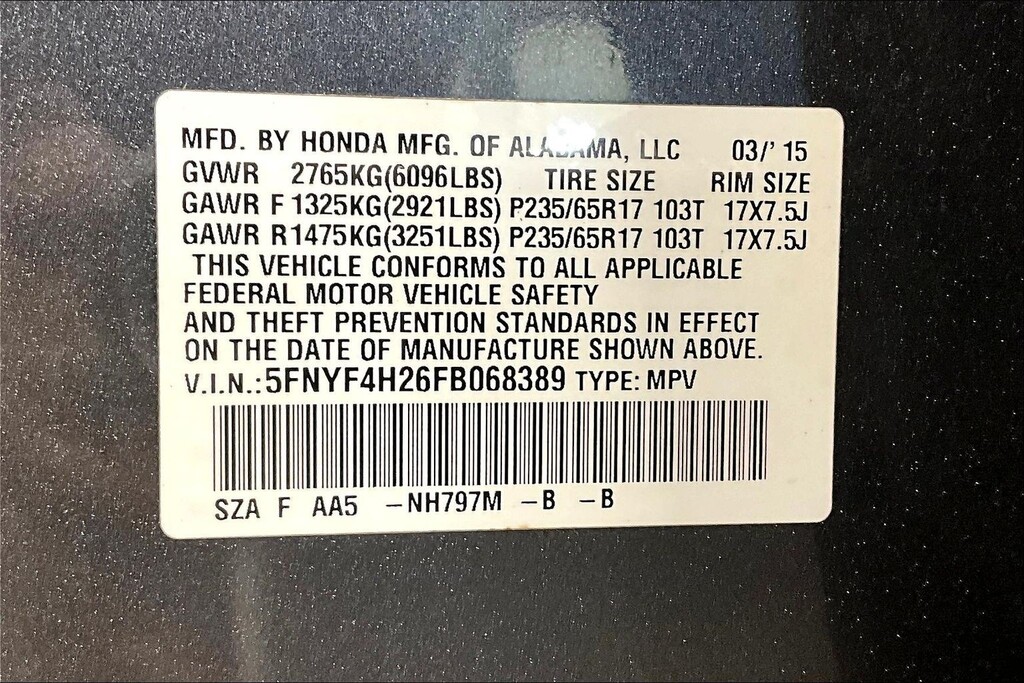 MFD. BY HONDA MFG. OF ALABAMA, LLC 03/' 15
GVWR 2765KG(6096LBS) TIRE SIZE RIM SIZE
GAWR F 1325KG(2921LBS) P235/65R17 103T 17X7.5J
GAWR R1475KG(3251LBS) P235/65R17 103T 17X7.5J
THIS VEHICLE CONFORMS TO ALL APPLICABLE
FEDERAL MOTOR VEHICLE SAFETY
AND THEFT PREVENTION STANDARDS IN EFFECT
ON THE DATE OF MANUFACTURE SHOWN ABOVE.
V.I.N.:5FNYF4H26FB068389 TYPE: MPV
SZA F AA5 -NH797M -B -B